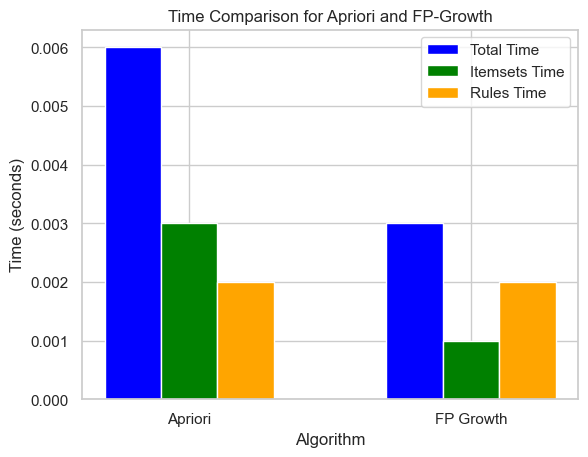 Time Comparison for Apriori and FP-Growth
Total Time
Itemsets Time
Rules Time
0.006
0.005
0.004
0.003
0.002
0.001
0.000
Time (seconds)
Apriori
FP Growth
Algorithm